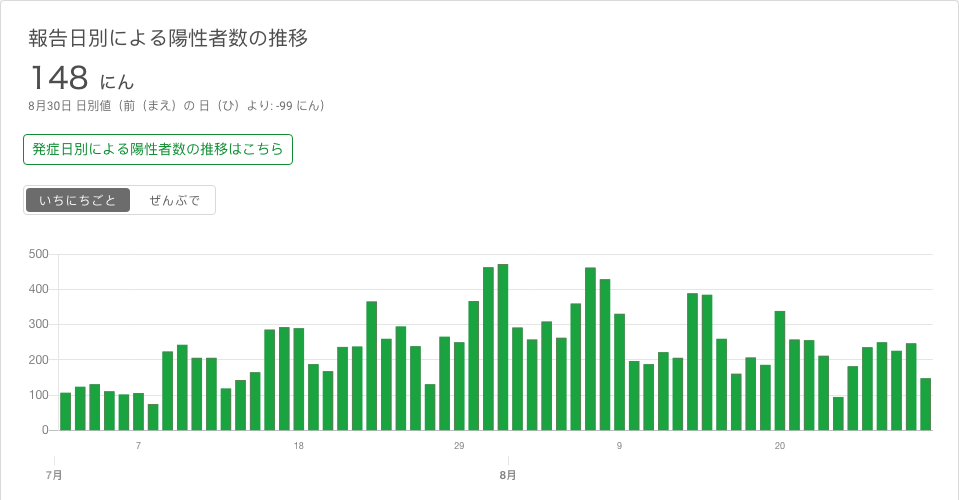 報告日別による陽性者数の推移
148 にん
8月30日 日別値（前（まえ）の 日（ひ）より: -99 にん）
発症日別による陽性者数の推移はこちら
いちにちごと ぜんぶで
500
400
300
200
100
0
7 18 29 9 20
7月 8月